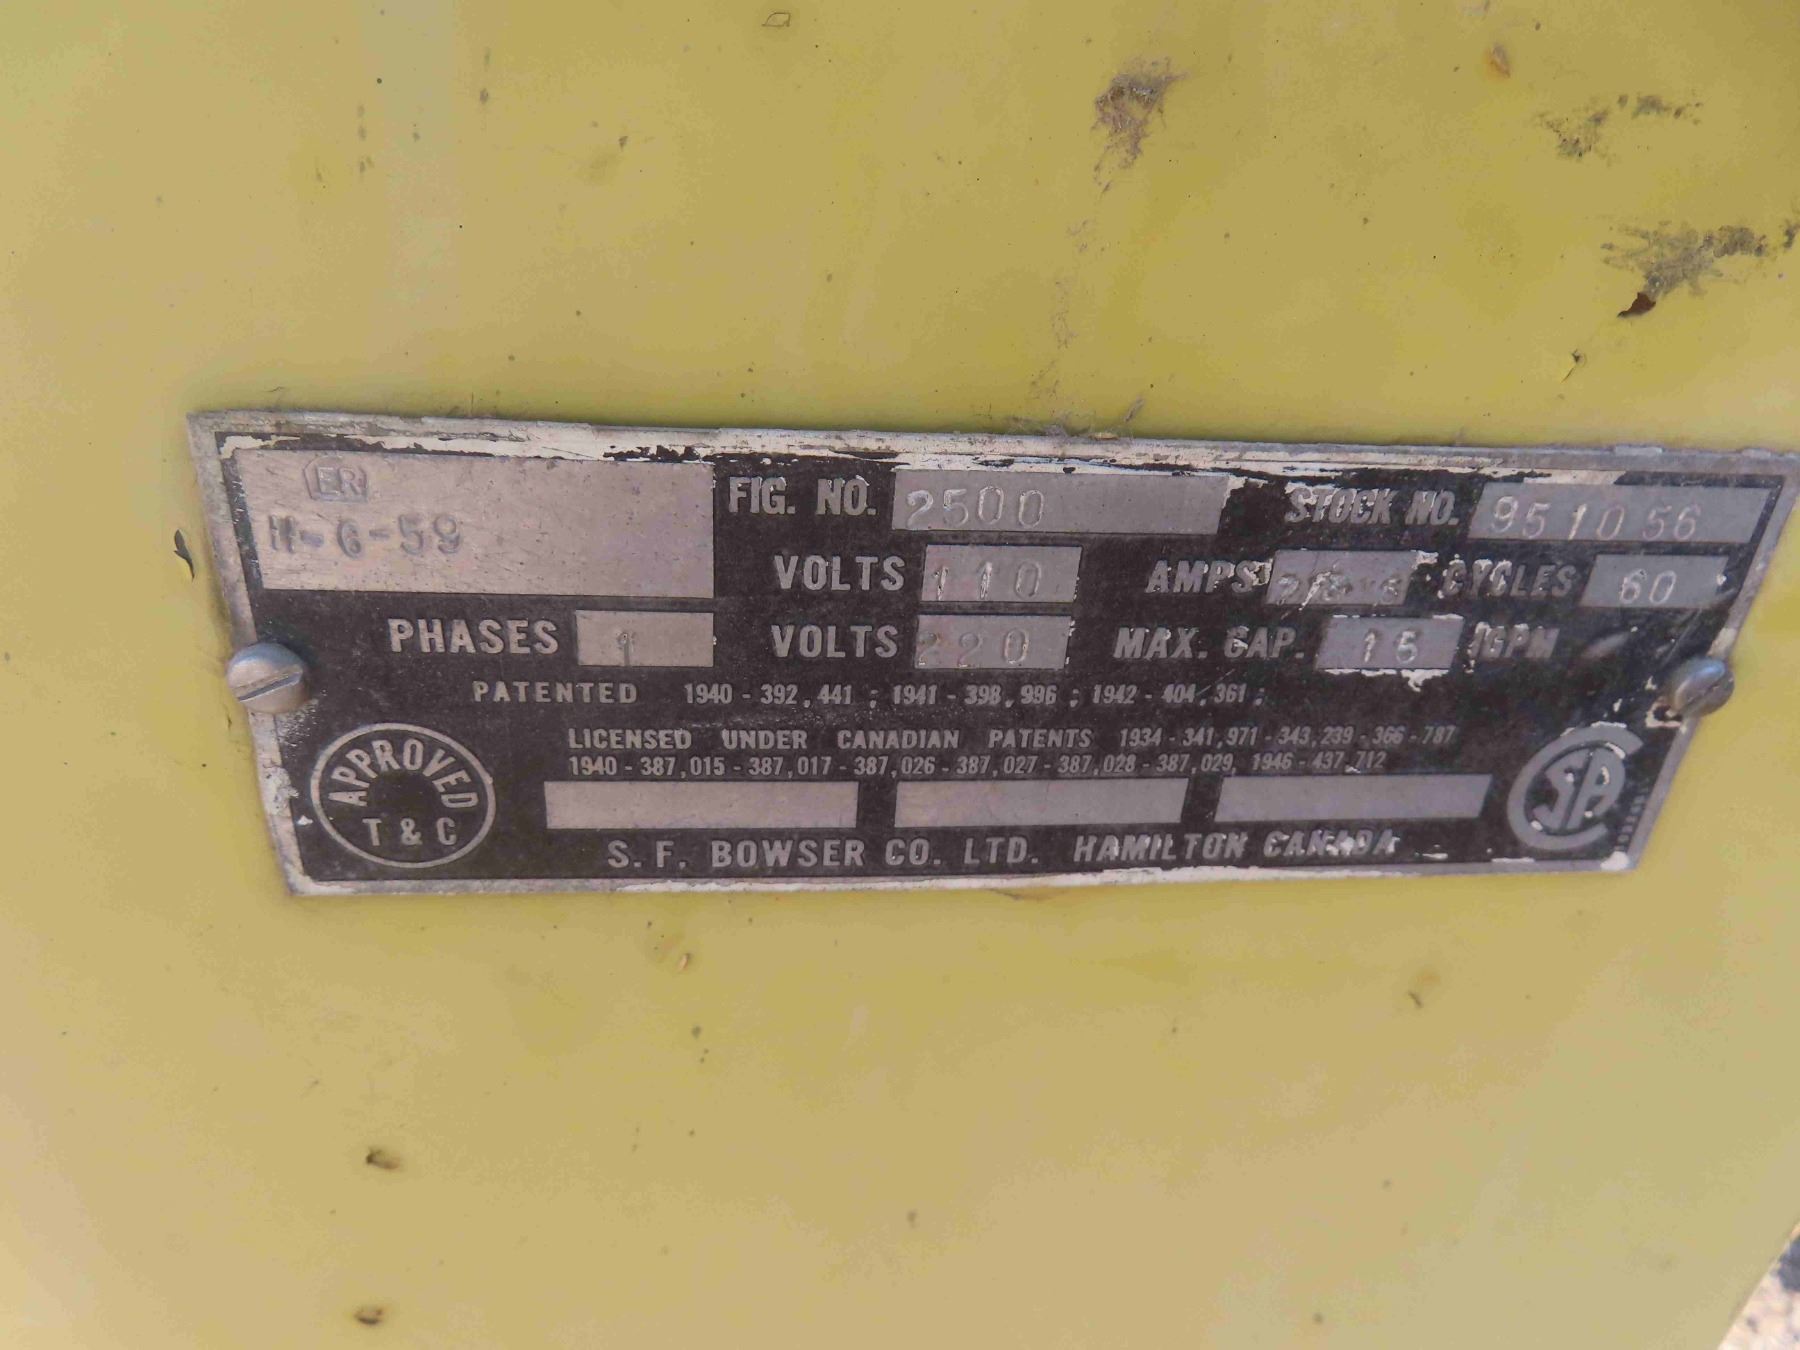 ER
H-6-59
FIG. NO. 2500 STOCK NO. 951056
VOLTS 110 AMPS CYCLES 60
PHASES 1 VOLTS 220 MAX. CAP. 15 IGPM
PATENTED 1940 - 392,441 ; 1941 - 398,996 ; 1942 - 404,361 ;
LICENSED UNDER CANADIAN PATENTS 1934 - 341,971 - 343,239 - 366 - 787
1940 - 387,015 - 387,017 - 387,026 - 387,027 - 387,028 - 387,029, 1946 - 437,712
APPROVED
T & C
CSA
S. F. BOWSER CO. LTD. HAMILTON CANADA